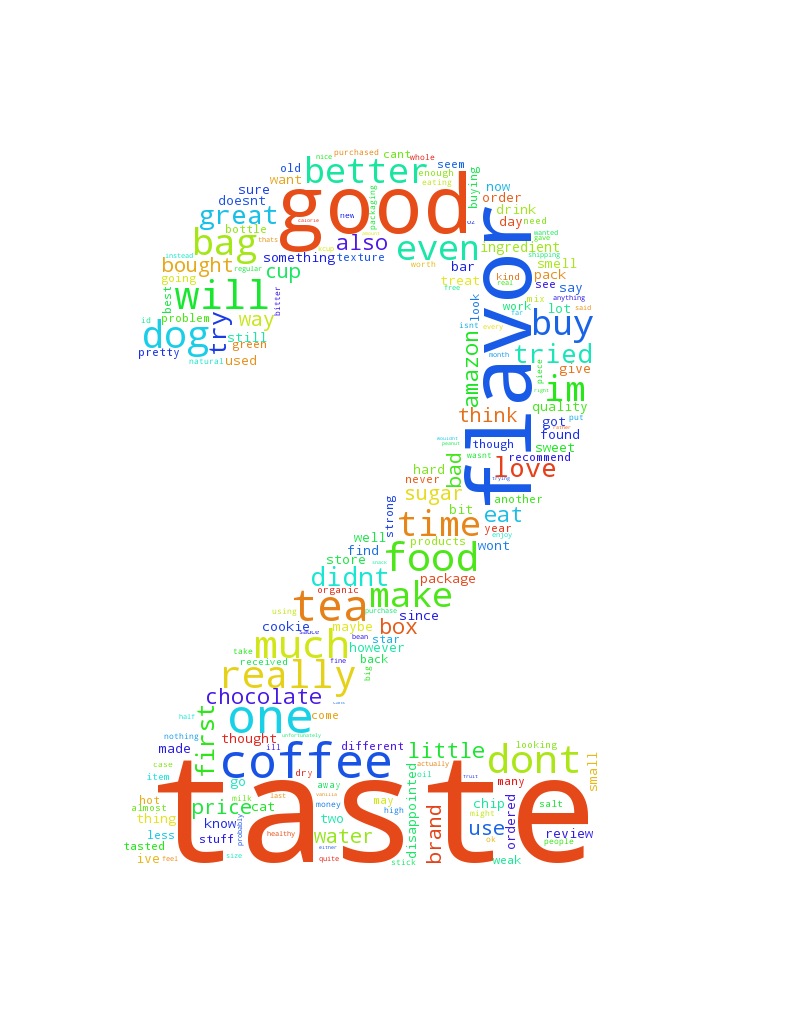 nice purchased cant whole
old better enough seem
want eating buying now
sure good packaging order
doesnt calorie new oz drink
great bottle also even day need
bag thats ingredient wanted gave
instead something texture shipping
bought regular cup worth bar smell
going free treat kind pack
best will bitter real see say
id problem way look mix anything
dog try still isnt every work far lot said
pretty green buy
natural used month tried
amazon flavor piece give
right im
think quality
got put
though found
wasnt sweet
hard bad love recommend
never trying
sugar another
strong bit time eat
well year enjoy
find products wont
store food
didnt package
organic make
using tea purchase since
cookie sauce maybe box
much bean star
take however
received fine back
really big
chocolate
half first one come
nothing thought unfortunately
made ill different little looking
case coffee actually dont small
item go dry away oil fruit many
hot milk last vanilla may disappointed chip salt
almost price cat money high ordered
thing know two might
less probably healthy water brand use review
tasted stuff either ok people
ive feel size quite stick weak
taste